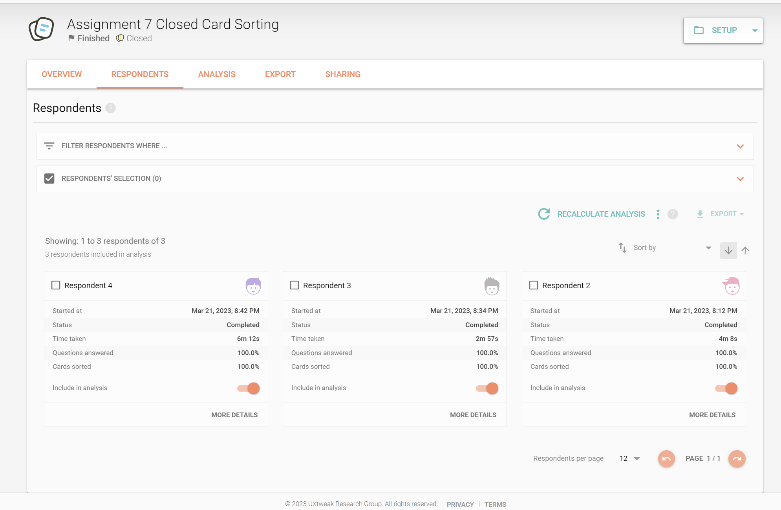 Assignment 7 Closed Card Sorting
Finished Closed
SETUP
OVERVIEW RESPONDENTS ANALYSIS EXPORT SHARING
Respondents
FILTER RESPONDENTS WHERE ...
RESPONDENTS' SELECTION (0)
RECALCULATE ANALYSIS ? EXPORT
Showing: 1 to 3 respondents of 3
3 respondents included in analysis
Sort by
Respondent 4
Started at Mar 21, 2023, 8:42 PM
Status Completed
Time taken 6m 12s
Questions answered 100.0%
Cards sorted 100.0%
Include in analysis
MORE DETAILS
Respondent 3
Started at Mar 21, 2023, 8:34 PM
Status Completed
Time taken 2m 57s
Questions answered 100.0%
Cards sorted 100.0%
Include in analysis
MORE DETAILS
Respondent 2
Started at Mar 21, 2023, 8:12 PM
Status Completed
Time taken 4m 8s
Questions answered 100.0%
Cards sorted 100.0%
Include in analysis
MORE DETAILS
Respondents per page 12 PAGE 1 / 1
© 2023 UXtweak Research Group. All rights reserved. PRIVACY | TERMS